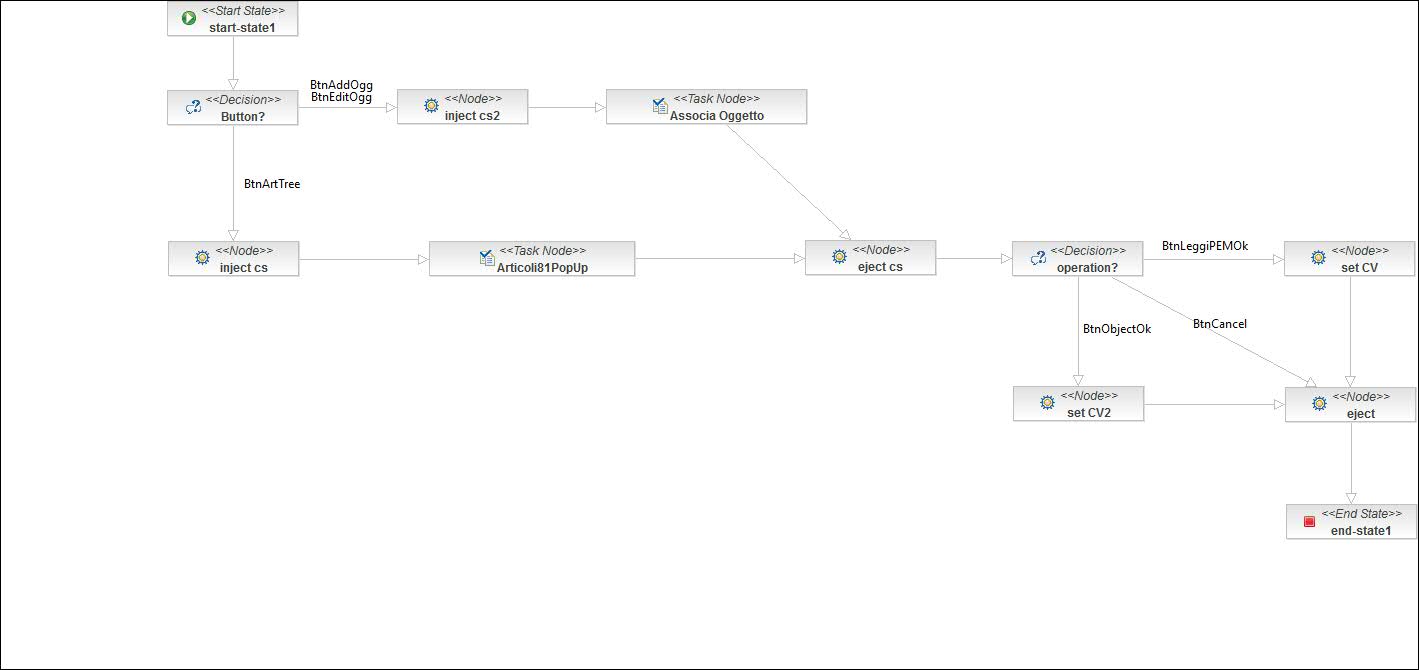 <<Start State>>
start-state1
<<Decision>>
Button?
BtnAddOgg
BtnEditOgg
<<Node>>
inject cs2
<<Task Node>>
Associa Oggetto
BtnArtTree
<<Node>>
inject cs
<<Task Node>>
Articoli81PopUp
<<Node>>
eject cs
<<Decision>>
operation?
BtnLeggiPEMOk
<<Node>>
set CV
BtnObjectOk
BtnCancel
<<Node>>
set CV2
<<Node>>
eject
<<End State>>
end-state1